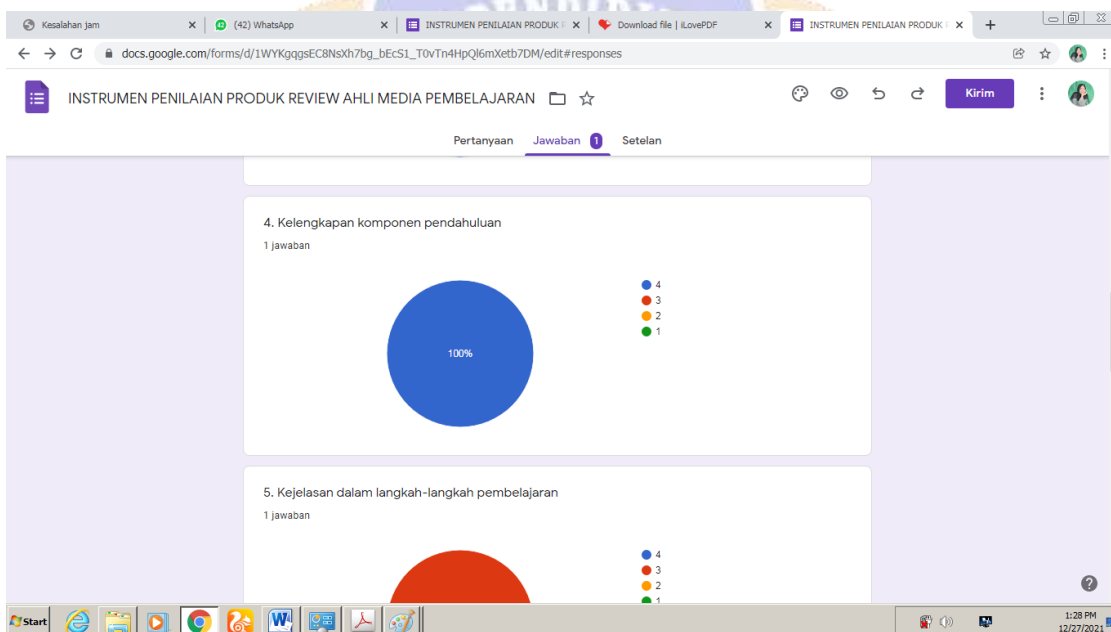 Kesalahan jam
(42) WhatsApp
INSTRUMEN PENILAIAN PRODUK
Download file | iLovePDF
INSTRUMEN PENILAIAN PRODUK
docs.google.com/forms/d/1WYKgqgsEC8NsXh7bg_bEcS1_T0vTn4HpQl6mXetb7DM/edit#responses
INSTRUMEN PENILAIAN PRODUK REVIEW AHLI MEDIA PEMBELAJARAN
Kirim
Pertanyaan Jawaban 1 Setelan
4. Kelengkapan komponen pendahuluan
1 jawaban
4
3
2
1
100%
5. Kejelasan dalam langkah-langkah pembelajaran
1 jawaban
4
3
2
1
Start
1:28 PM
12/27/2021